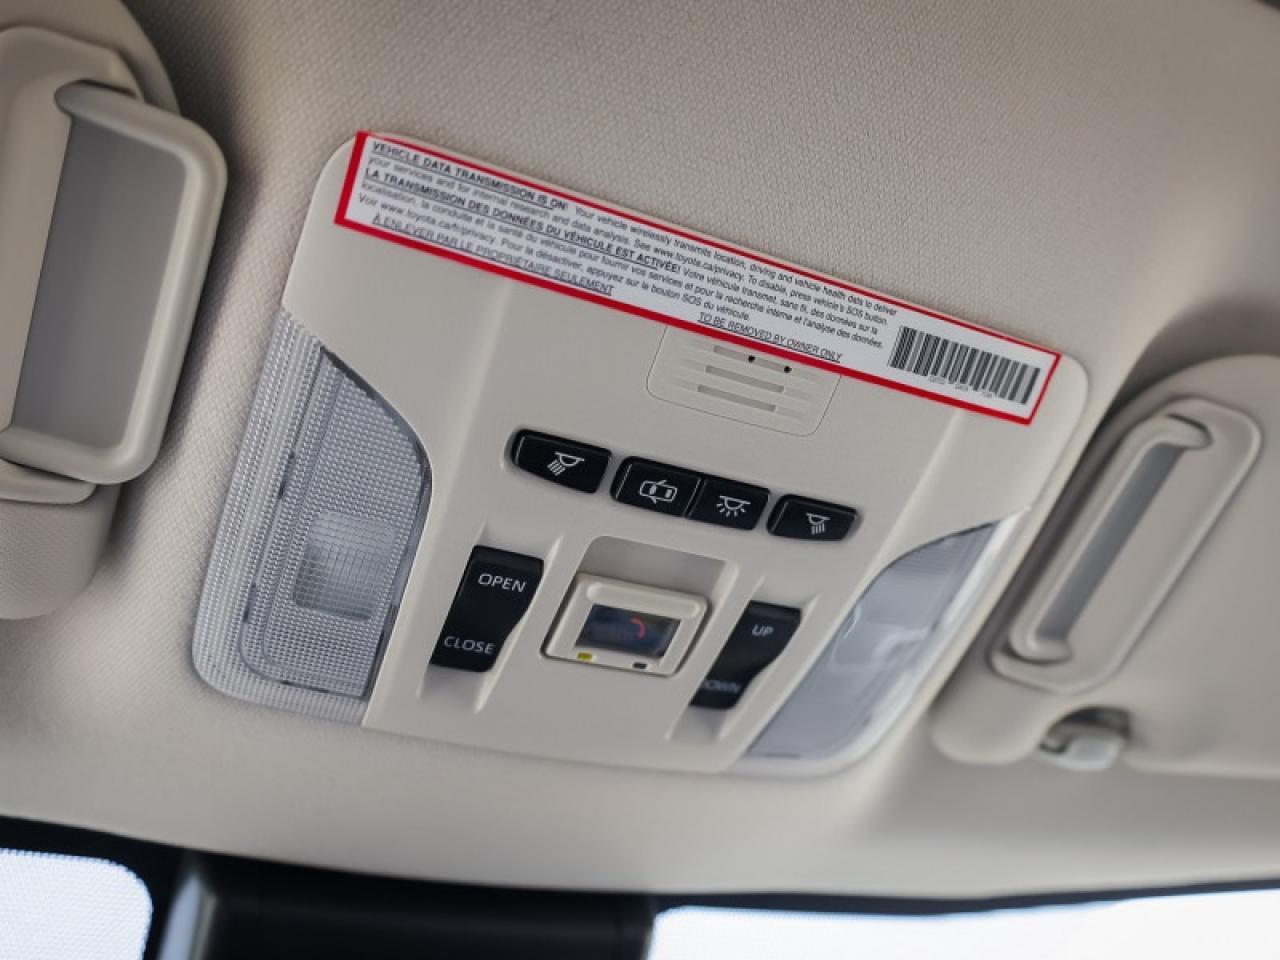 VEHICLE DATA TRANSMISSION IS ON! Your vehicle wirelessly transmits location, driving and vehicle health data to deliver
your services and for internal research and data analysis. See www.toyota.ca/privacy. To disable, press vehicle's SOS button.
LA TRANSMISSION DES DONNÉES DU VÉHICULE EST ACTIVÉE! Votre véhicule transmet, sans fil, des données sur la
localisation, la conduite et la santé du véhicule pour fournir vos services et pour la recherche interne et l'analyse des données.
Voir www.toyota.ca/fr/privacy. Pour la désactiver, appuyez sur le bouton SOS du véhicule.
À ENLEVER PAR LE PROPRIÉTAIRE SEULEMENT
TO BE REMOVED BY OWNER ONLY
OPEN
CLOSE
UP
DOWN